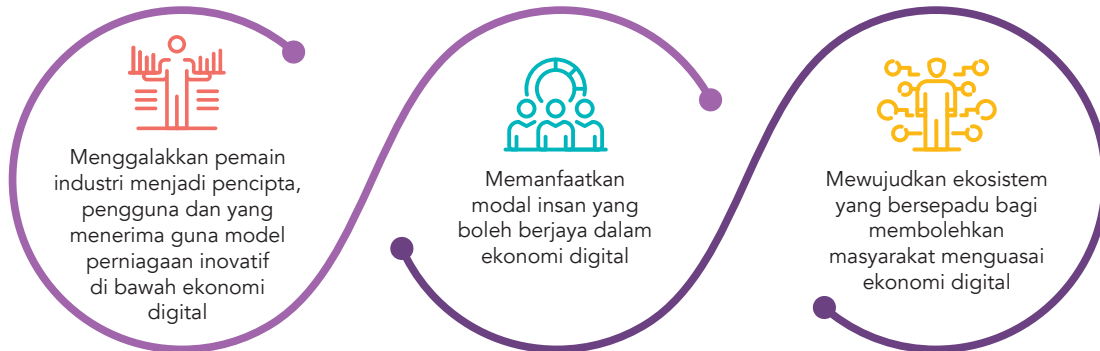 Menggalakkan pemain
industri menjadi pencipta,
pengguna dan yang
menerima guna model
perniagaan inovatif
di bawah ekonomi
digital
Memanfaatkan
modal insan yang
boleh berjaya dalam
ekonomi digital
Mewujudkan ekosistem
yang bersepadu bagi
membolehkan
masyarakat menguasai
ekonomi digital